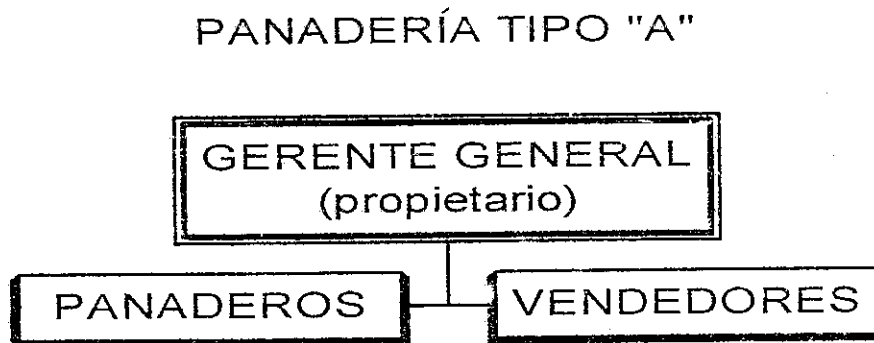 PANADERÍA TIPO "A"
GERENTE GENERAL
(propietario)
PANADEROS
VENDEDORES